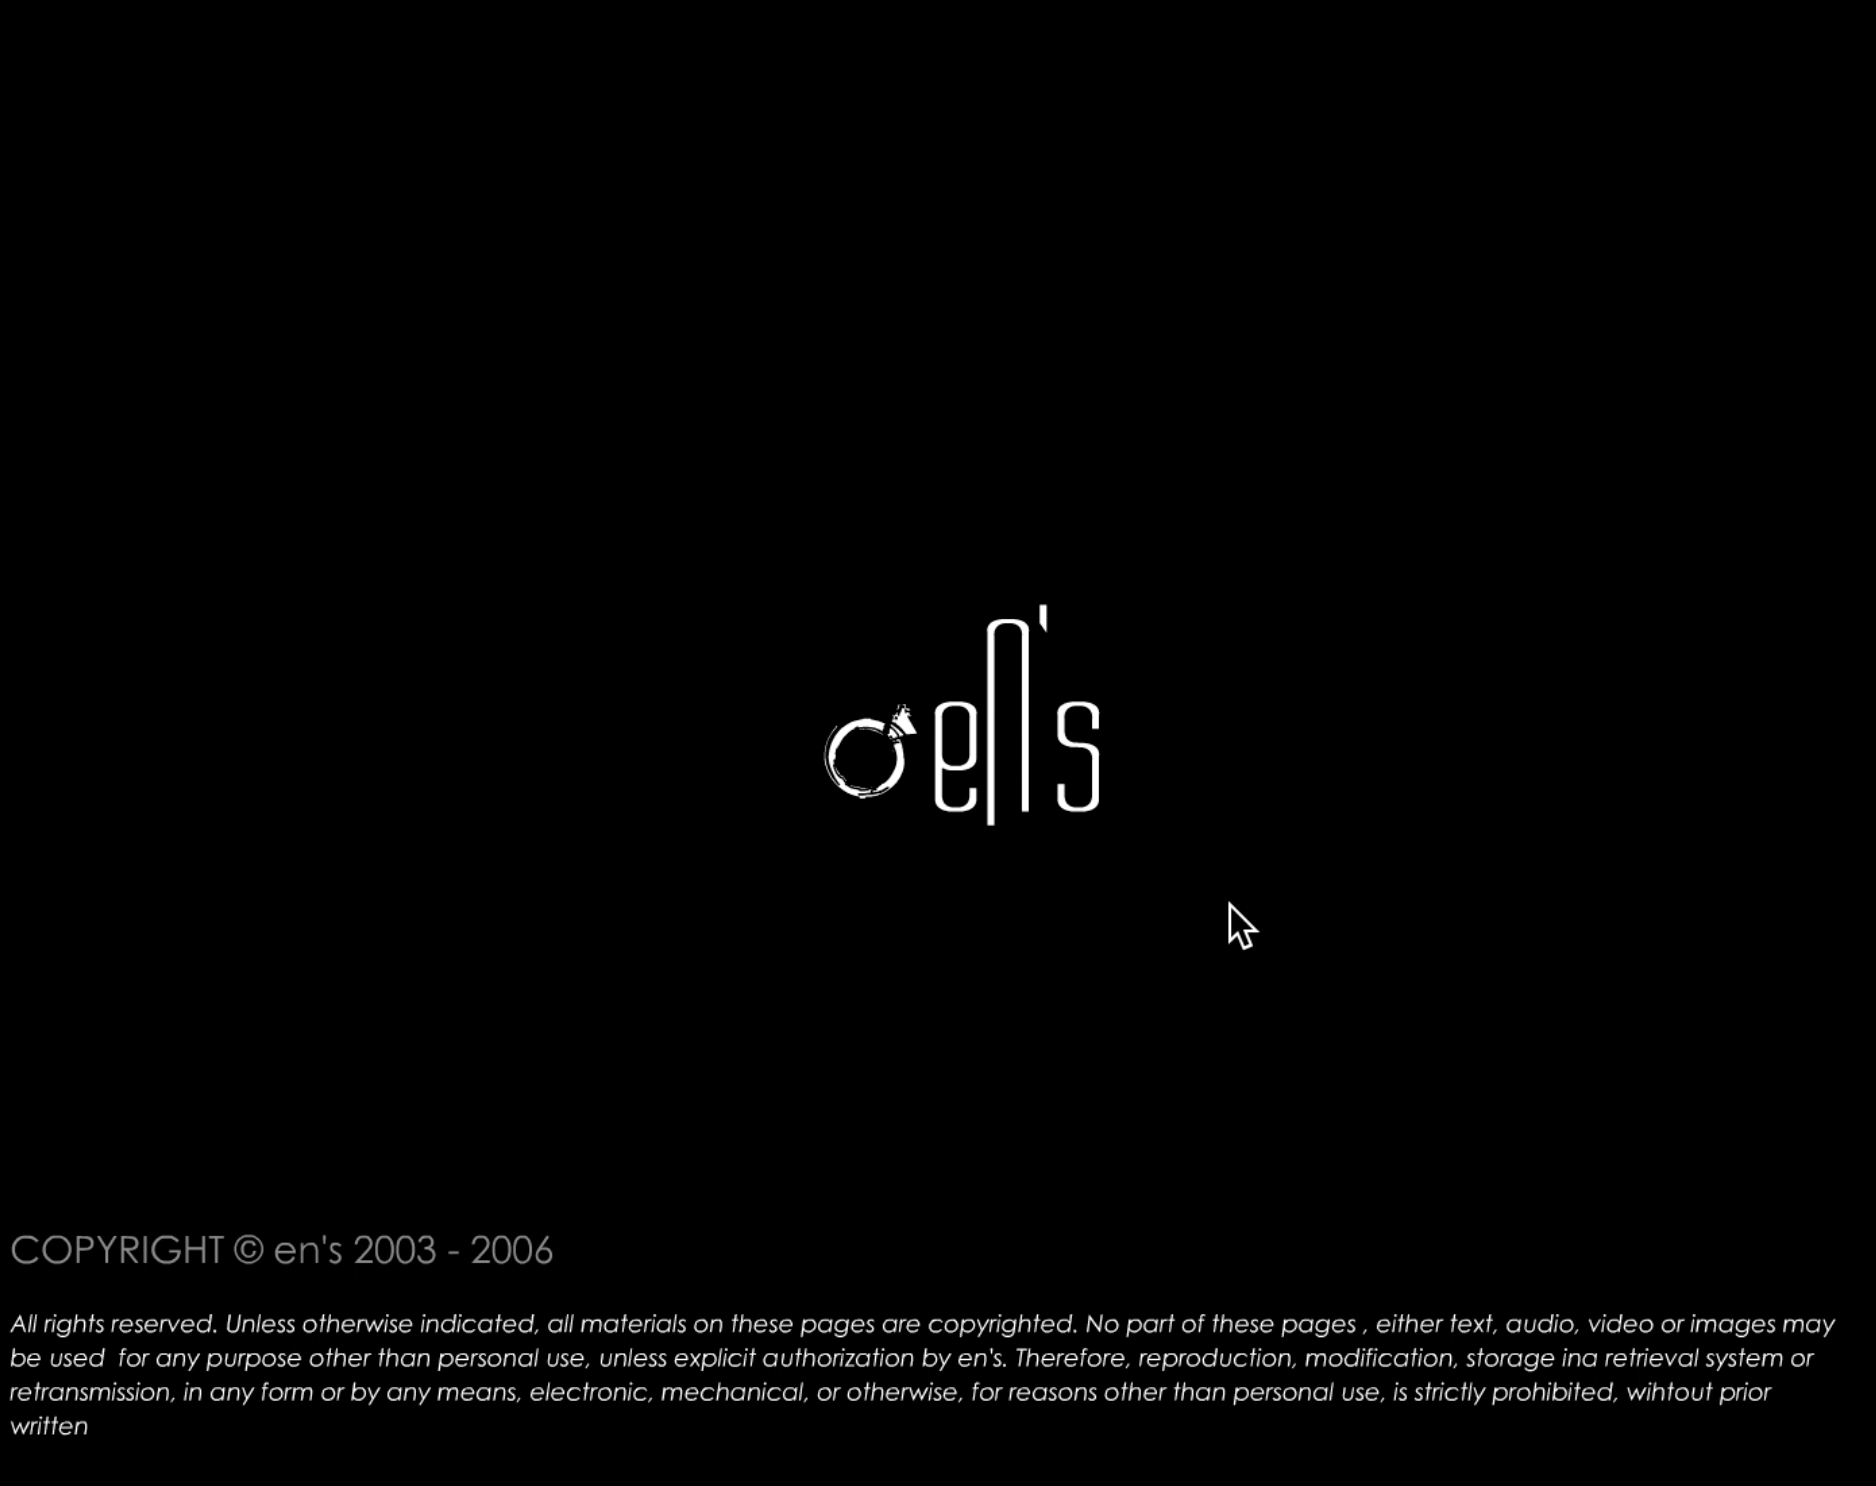 en's
COPYRIGHT © en's 2003 - 2006
All rights reserved. Unless otherwise indicated, all materials on these pages are copyrighted. No part of these pages , either text, audio, video or images may
be used  for any purpose other than personal use, unless explicit authorization by en's. Therefore, reproduction, modification, storage ina retrieval system or
retransmission, in any form or by any means, electronic, mechanical, or otherwise, for reasons other than personal use, is strictly prohibited, wihtout prior
written